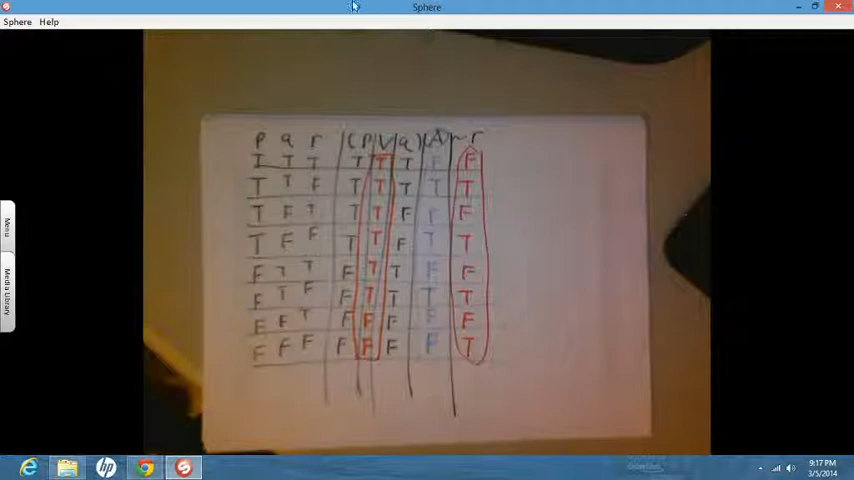 Sphere
Sphere Help
Menu
Media Library
p q r (p V q) (Λ ~r
T T T T T T F F
T T F T T T T T
T F T T T F F F
T F F T T F T T
F T T F T T F F
F T F F T T T T
F F T F F F F F
F F F F F F F T
9:17 PM
3/5/2014